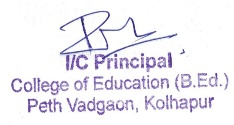 I/C Principal
College of Education (B.Ed.)
Peth Vadgaon, Kolhapur